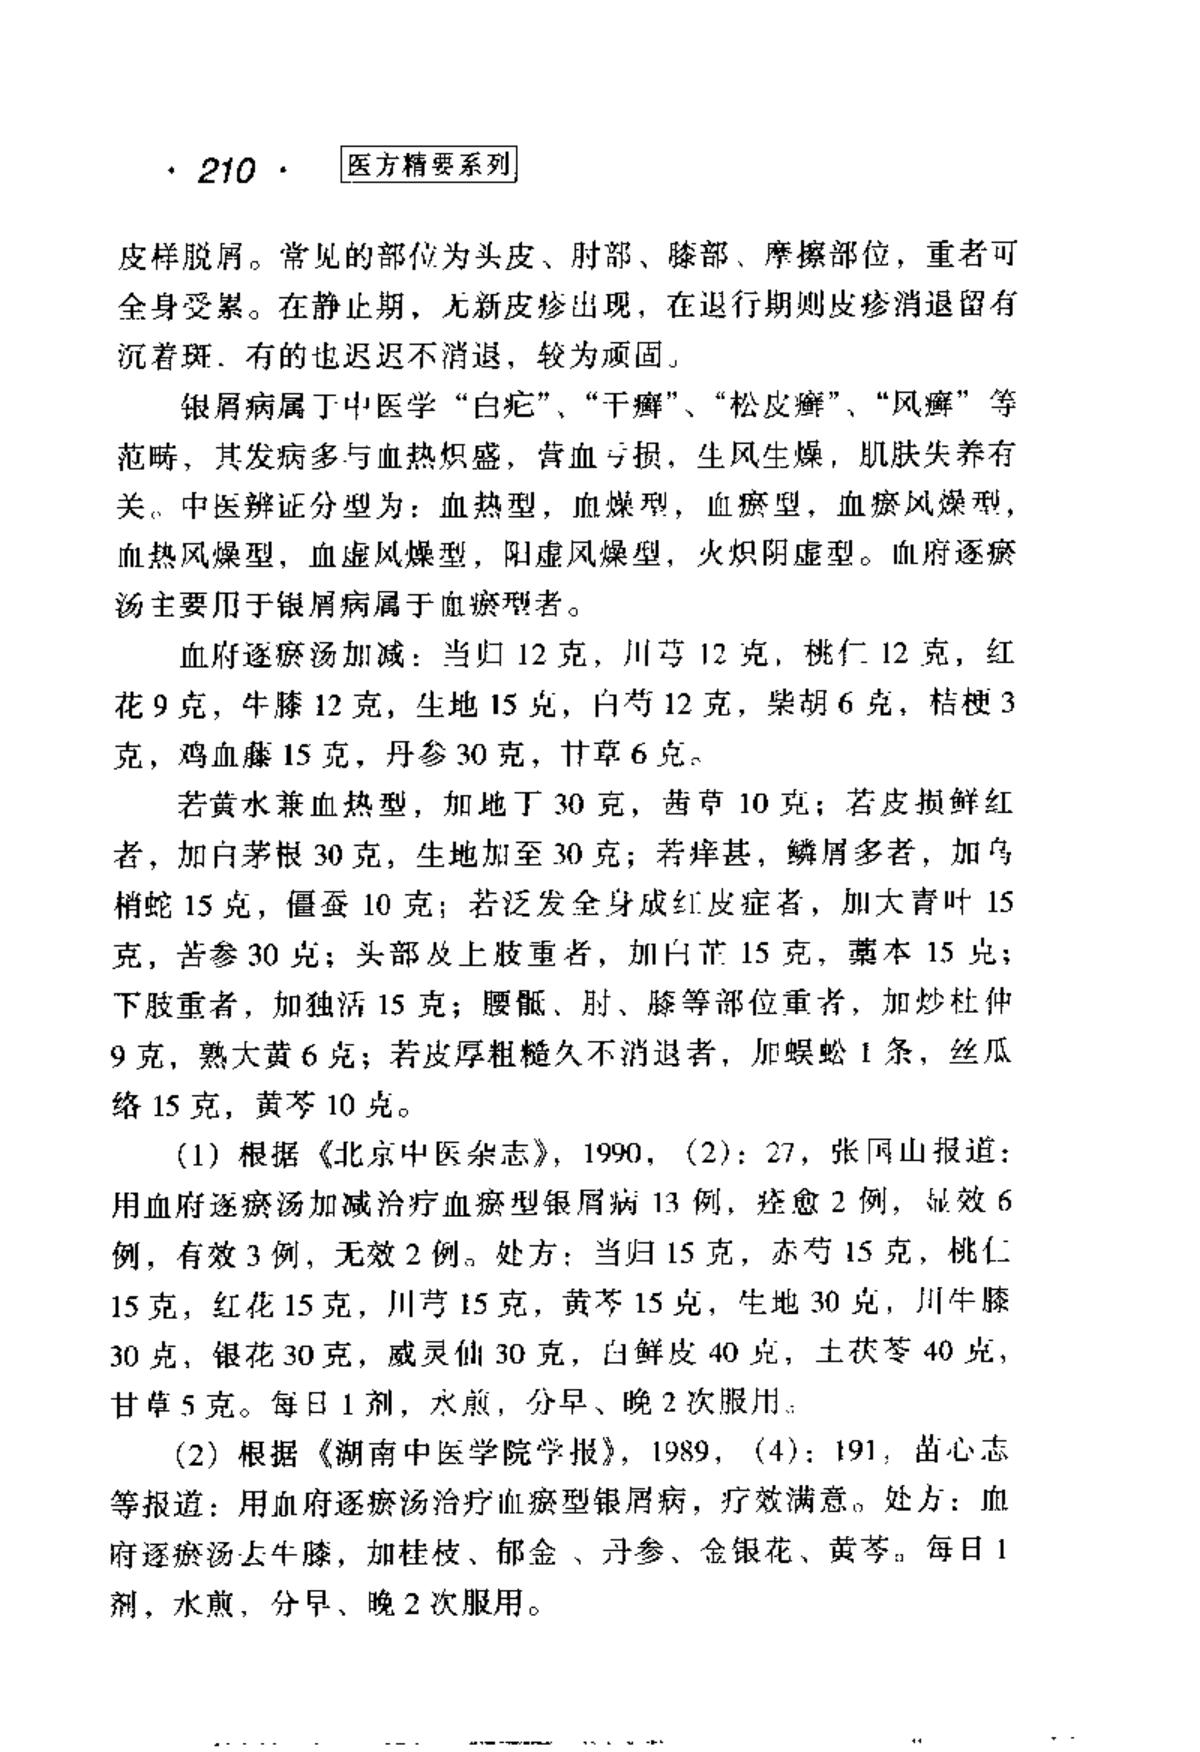 · 210 · 医方精要系列
皮样脱屑。常见的部位为头皮、肘部、膝部、摩擦部位，重者可
全身受累。在静止期，无新皮疹出现，在退行期则皮疹消退留有
沉着斑．有的也迟迟不消退，较为顽固。
银屑病属于中医学“白疕”、“干癣”、“松皮癣”、“风癣”等
范畴，其发病多与血热炽盛，营血亏损，生风生燥，肌肤失养有
关。中医辨证分型为：血热型，血燥型，血瘀型，血瘀风燥型，
血热风燥型，血虚风燥型，阳虚风燥型，火炽阴虚型。血府逐瘀
汤主要用于银屑病属于血瘀型者。
血府逐瘀汤加减：当归 12 克，川芎 12 克，桃仁 12 克，红
花 9 克，牛膝 12 克，生地 15 克，白芍 12 克，柴胡 6 克，桔梗 3
克，鸡血藤 15 克，丹参 30 克，甘草 6 克。
若黄水兼血热型，加地丁 30 克，茜草 10 克；若皮损鲜红
者，加白茅根 30 克，生地加至 30 克；若痒甚，鳞屑多者，加乌
梢蛇 15 克，僵蚕 10 克；若泛发全身成红皮症者，加大青叶 15
克，苦参 30 克；头部及上肢重者，加白芷 15 克，藁本 15 克；
下肢重者，加独活 15 克；腰骶、肘、膝等部位重者，加炒杜仲
9 克，熟大黄 6 克；若皮厚粗糙久不消退者，加蜈蚣 1 条，丝瓜
络 15 克，黄芩 10 克。
（1）根据《北京中医杂志》，1990，（2）：27，张国山报道：
用血府逐瘀汤加减治疗血瘀型银屑病 13 例，痊愈 2 例，显效 6
例，有效 3 例，无效 2 例。处方：当归 15 克，赤芍 15 克，桃仁
15 克，红花 15 克，川芎 15 克，黄芩 15 克，生地 30 克，川牛膝
30 克，银花 30 克，威灵仙 30 克，白鲜皮 40 克，土茯苓 40 克，
甘草 5 克。每日 1 剂，水煎，分早、晚 2 次服用。
（2）根据《湖南中医学院学报》，1989，（4）：191，苗心志
等报道：用血府逐瘀汤治疗血瘀型银屑病，疗效满意。处方：血
府逐瘀汤去牛膝，加桂枝、郁金、丹参、金银花、黄芩。每日 1
剂，水煎，分早、晚 2 次服用。